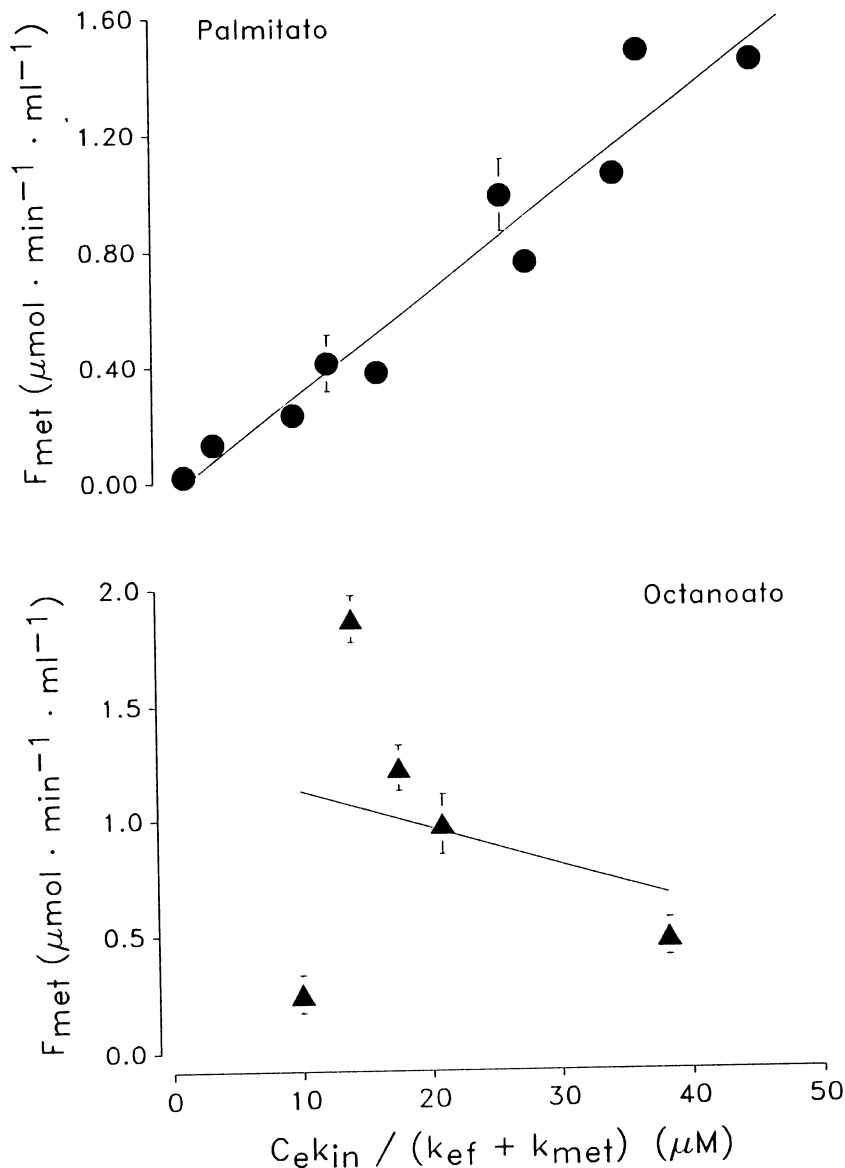 Palmitato
Fmet (μmol · min⁻¹ · ml⁻¹)
1.60
1.20
0.80
0.40
0.00
Octanoato
Fmet (μmol · min⁻¹ · ml⁻¹)
2.0
1.5
1.0
0.5
0.0
0 10 20 30 40 50
Cekin / (kef + kmet) (μM)